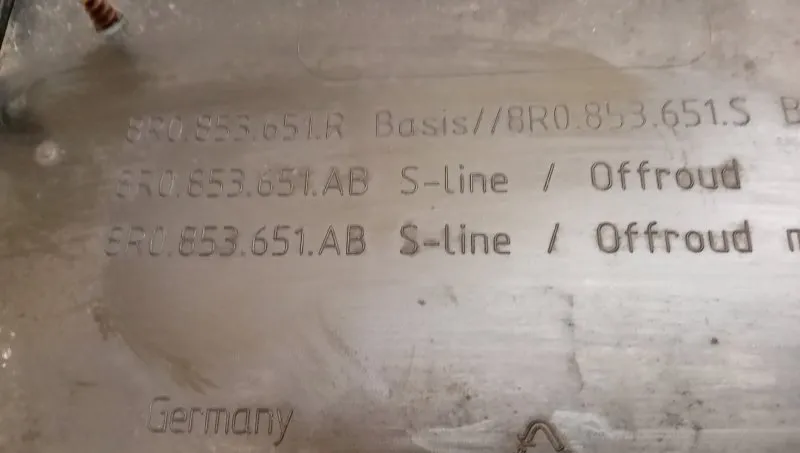 8R0.853.651.R Basis//8R0.853.651.S B
8R0.853.651.AB S-line / Offroud
8R0.853.651.AB S-line / Offroud
Germany